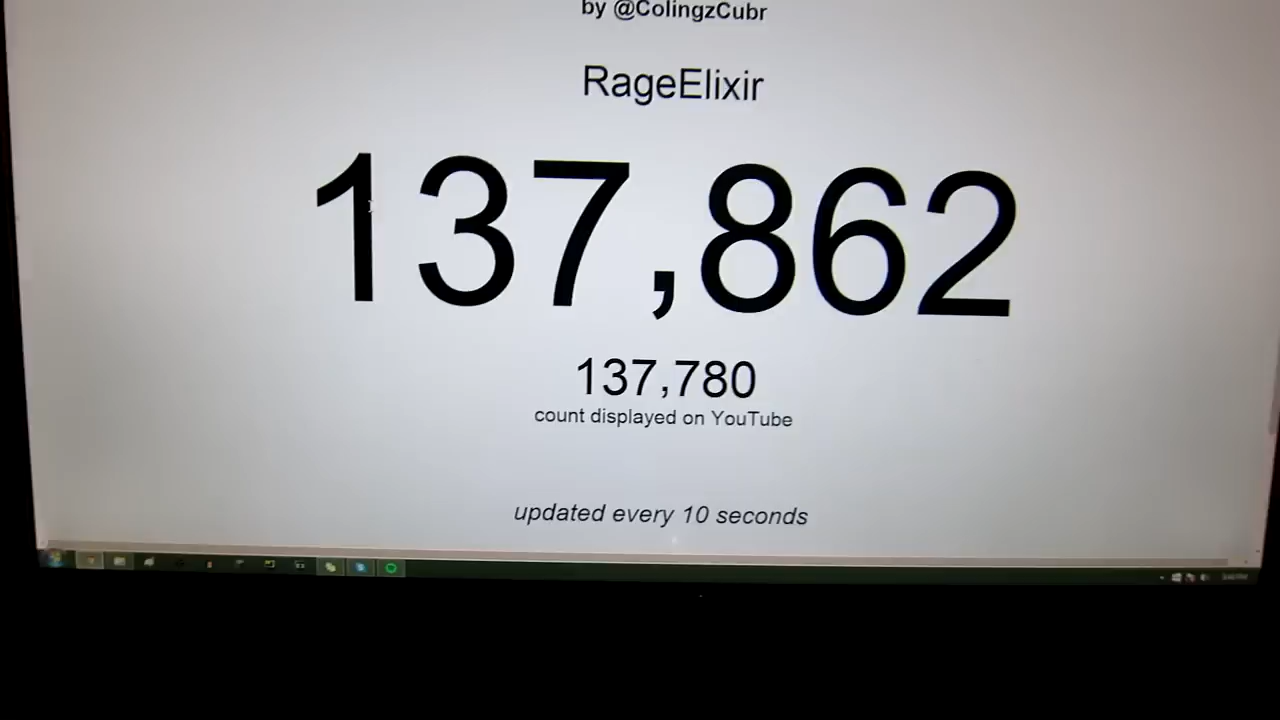 by @ColingzCubr
RageElixir
137,862
137,780
count displayed on YouTube
updated every 10 seconds